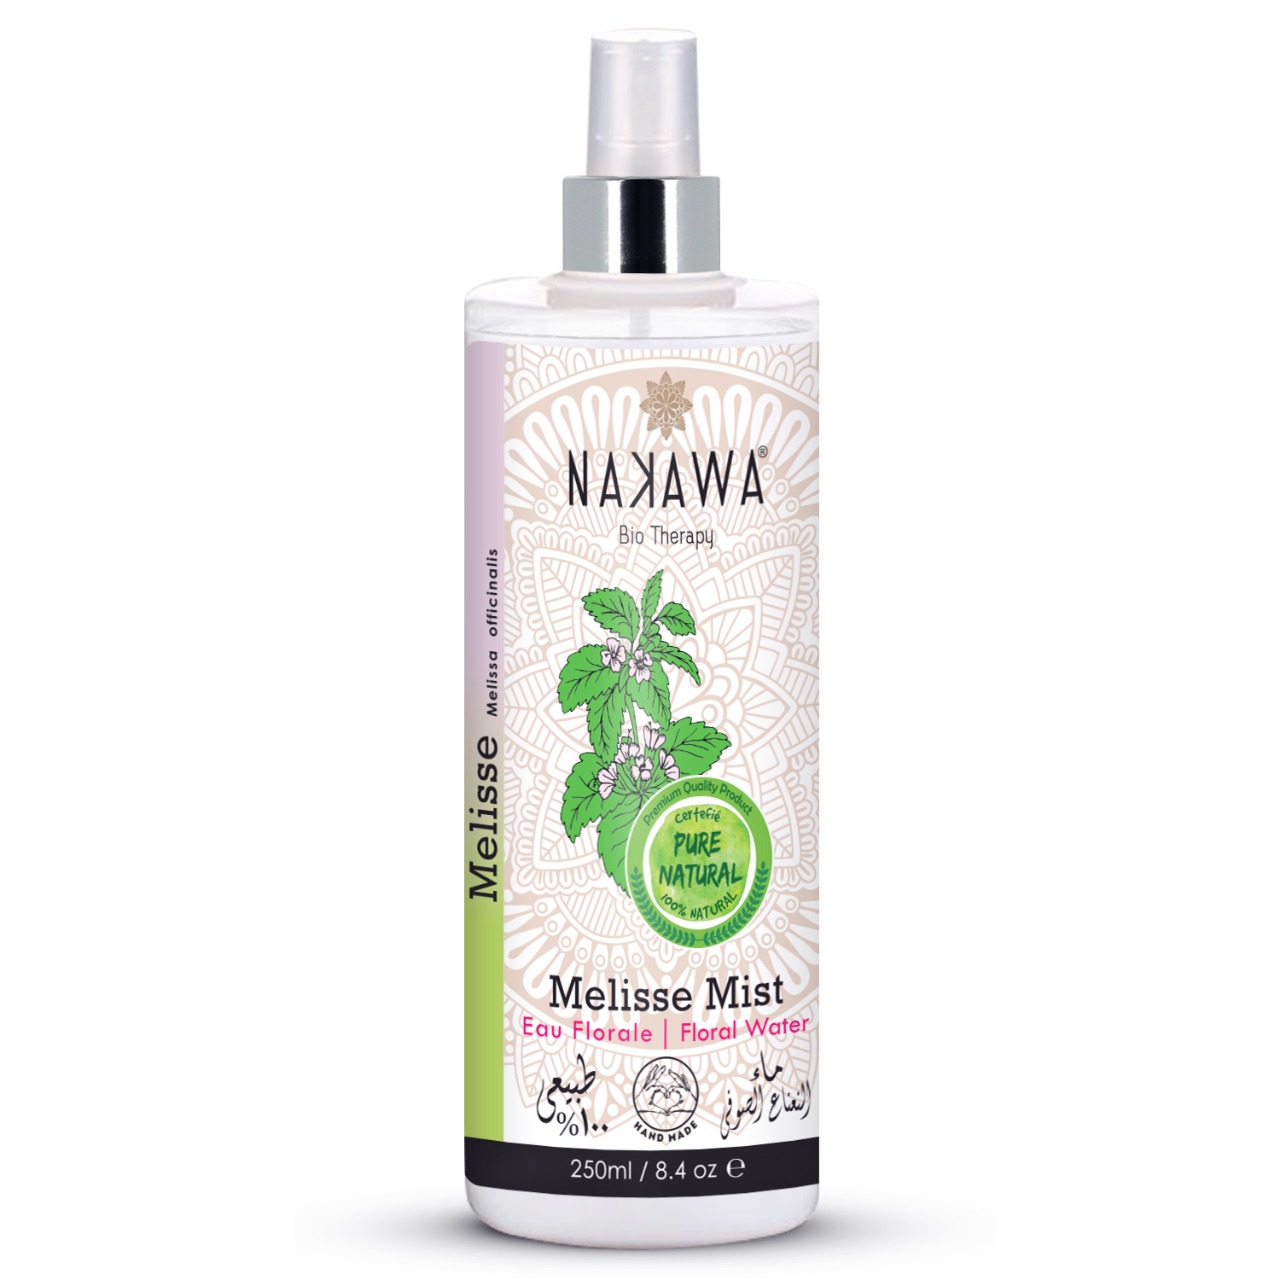 NAKAWA®
Bio Therapy
Melisse Melissa officinalis
Premium Quality Product
certefié
PURE
NATURAL
100% NATURAL
Melisse Mist
Eau Florale | Floral Water
طبيعي
١٠٠%
HAND MADE
ماء
النعناع الصوفي
250ml / 8.4 oz ℮